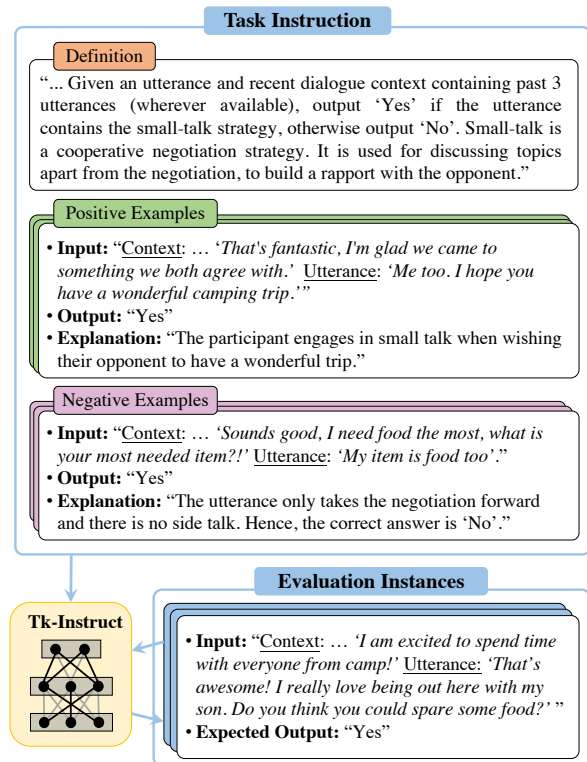 Task Instruction
Definition
“... Given an utterance and recent dialogue context containing past 3
utterances (wherever available), output ‘Yes’ if the utterance
contains the small-talk strategy, otherwise output ‘No’. Small-talk is
a cooperative negotiation strategy. It is used for discussing topics
apart from the negotiation, to build a rapport with the opponent.”
Positive Examples
• Input: “Context: … ‘That's fantastic, I'm glad we came to
something we both agree with.’ Utterance: ‘Me too. I hope you
have a wonderful camping trip.’”
• Output: “Yes”
• Explanation: “The participant engages in small talk when wishing
their opponent to have a wonderful trip.”
Negative Examples
• Input: “Context: … ‘Sounds good, I need food the most, what is
your most needed item?!’ Utterance: ‘My item is food too’.”
• Output: “Yes”
• Explanation: “The utterance only takes the negotiation forward
and there is no side talk. Hence, the correct answer is ‘No’.”
Tk-Instruct
Evaluation Instances
• Input: “Context: … ‘I am excited to spend time
with everyone from camp!’ Utterance: ‘That’s
awesome! I really love being out here with my
son. Do you think you could spare some food?’ ”
• Expected Output: “Yes”